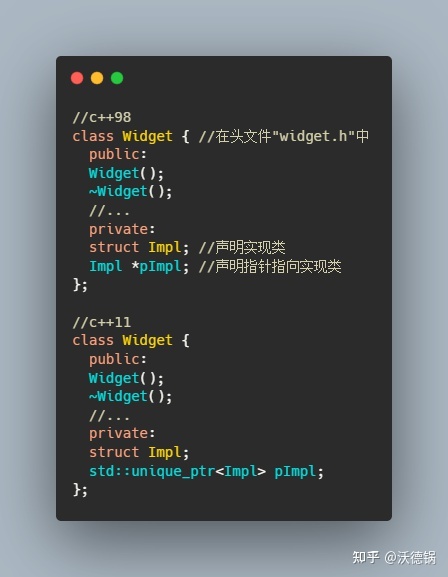 //c++98
class Widget { //在头文件"widget.h"中
  public:
  Widget();
  ~Widget();
  //...
  private:
  struct Impl; //声明实现类
  Impl *pImpl; //声明指针指向实现类
};

//c++11
class Widget {
  public:
  Widget();
  ~Widget();
  //...
  private:
  struct Impl;
  std::unique_ptr<Impl> pImpl;
};
知乎 @沃德锅